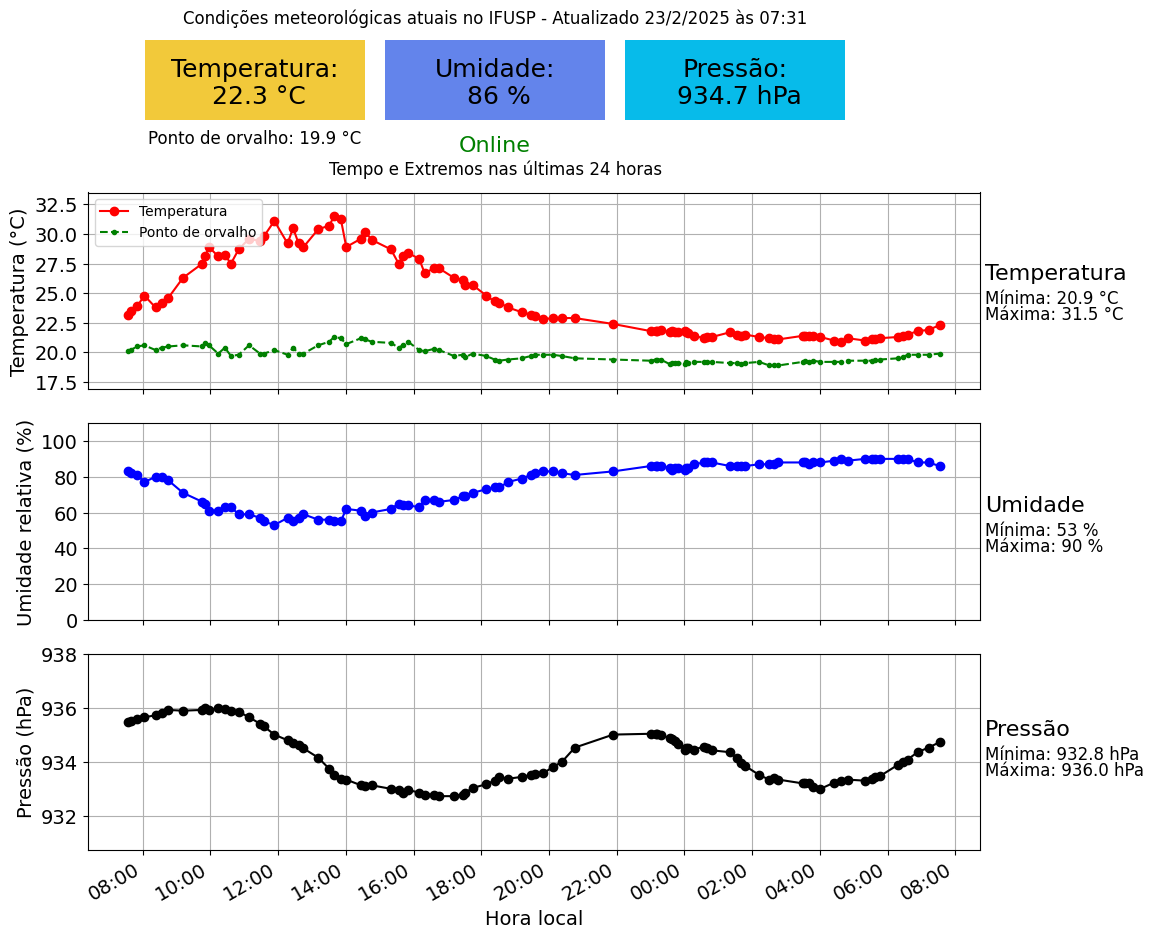 Condições meteorológicas atuais no IFUSP - Atualizado 23/2/2025 às 07:31
Temperatura:
22.3 °C
Umidade:
86 %
Pressão:
934.7 hPa
Ponto de orvalho: 19.9 °C
Online
Tempo e Extremos nas últimas 24 horas
Temperatura (°C)
32.5
30.0
27.5
25.0
22.5
20.0
17.5
Temperatura
Ponto de orvalho
Temperatura
Mínima: 20.9 °C
Máxima: 31.5 °C
Umidade relativa (%)
100
80
60
40
20
0
Umidade
Mínima: 53 %
Máxima: 90 %
Pressão (hPa)
938
936
934
932
Pressão
Mínima: 932.8 hPa
Máxima: 936.0 hPa
08:00 10:00 12:00 14:00 16:00 18:00 20:00 22:00 00:00 02:00 04:00 06:00 08:00
Hora local